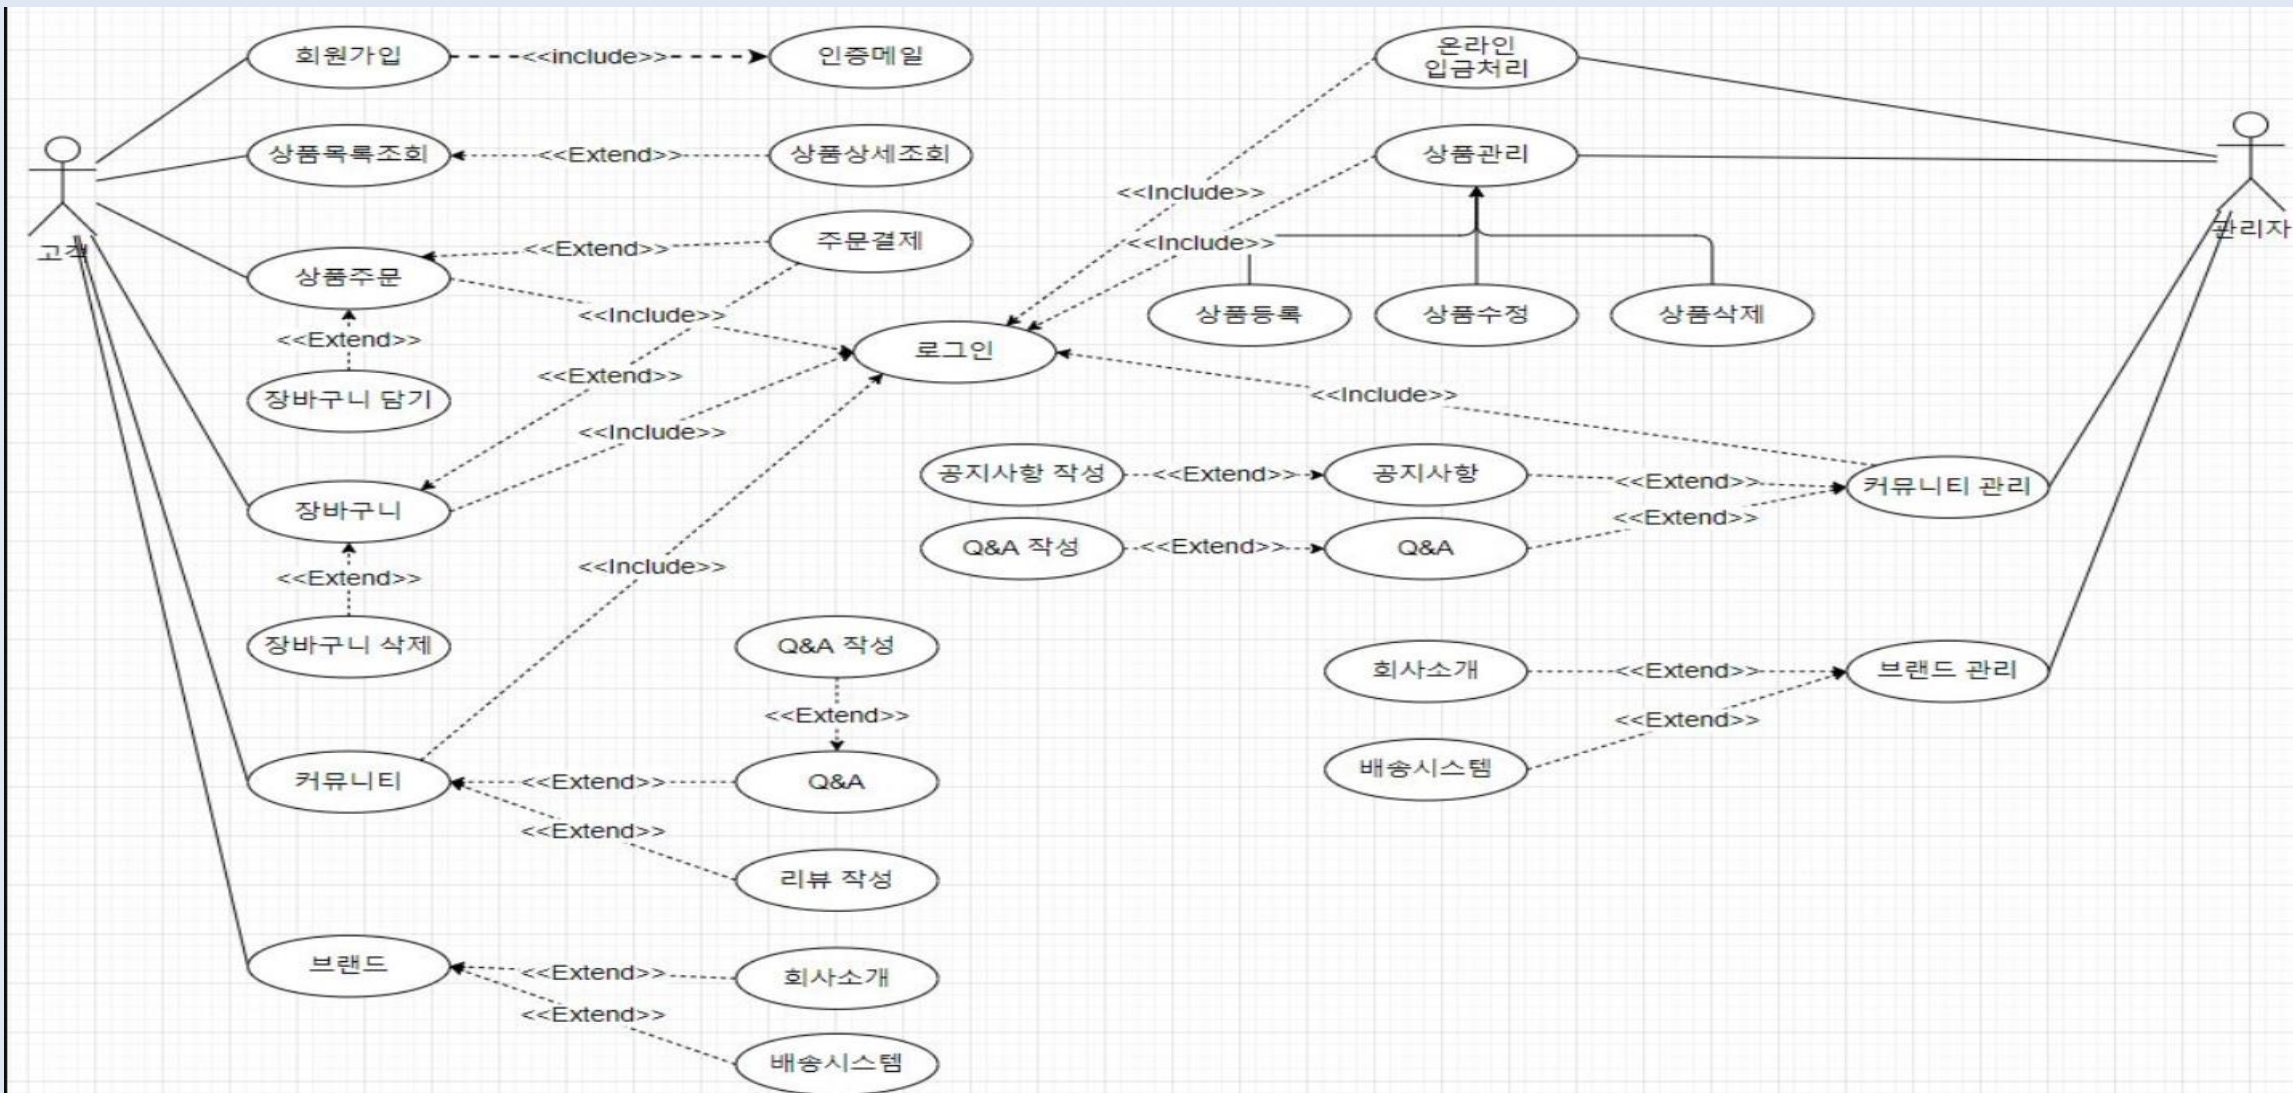 회원가입
<<include>>
인증메일
온라인
입금처리
상품목록조회
<<Extend>>
상품상세조회
상품관리
<<Include>>
고객
주문결제
<<Extend>>
<<Include>>
관리자
상품주문
<<Include>>
상품등록
상품수정
상품삭제
<<Extend>>
로그인
<<Extend>>
장바구니 담기
<<Include>>
<<Include>>
공지사항 작성
<<Extend>>
공지사항
<<Extend>>
커뮤니티 관리
장바구니
<<Extend>>
Q&A 작성
<<Extend>>
Q&A
<<Include>>
<<Extend>>
장바구니 삭제
Q&A 작성
회사소개
<<Extend>>
브랜드 관리
<<Extend>>
<<Extend>>
커뮤니티
<<Extend>>
Q&A
배송시스템
<<Extend>>
리뷰 작성
브랜드
<<Extend>>
회사소개
<<Extend>>
배송시스템